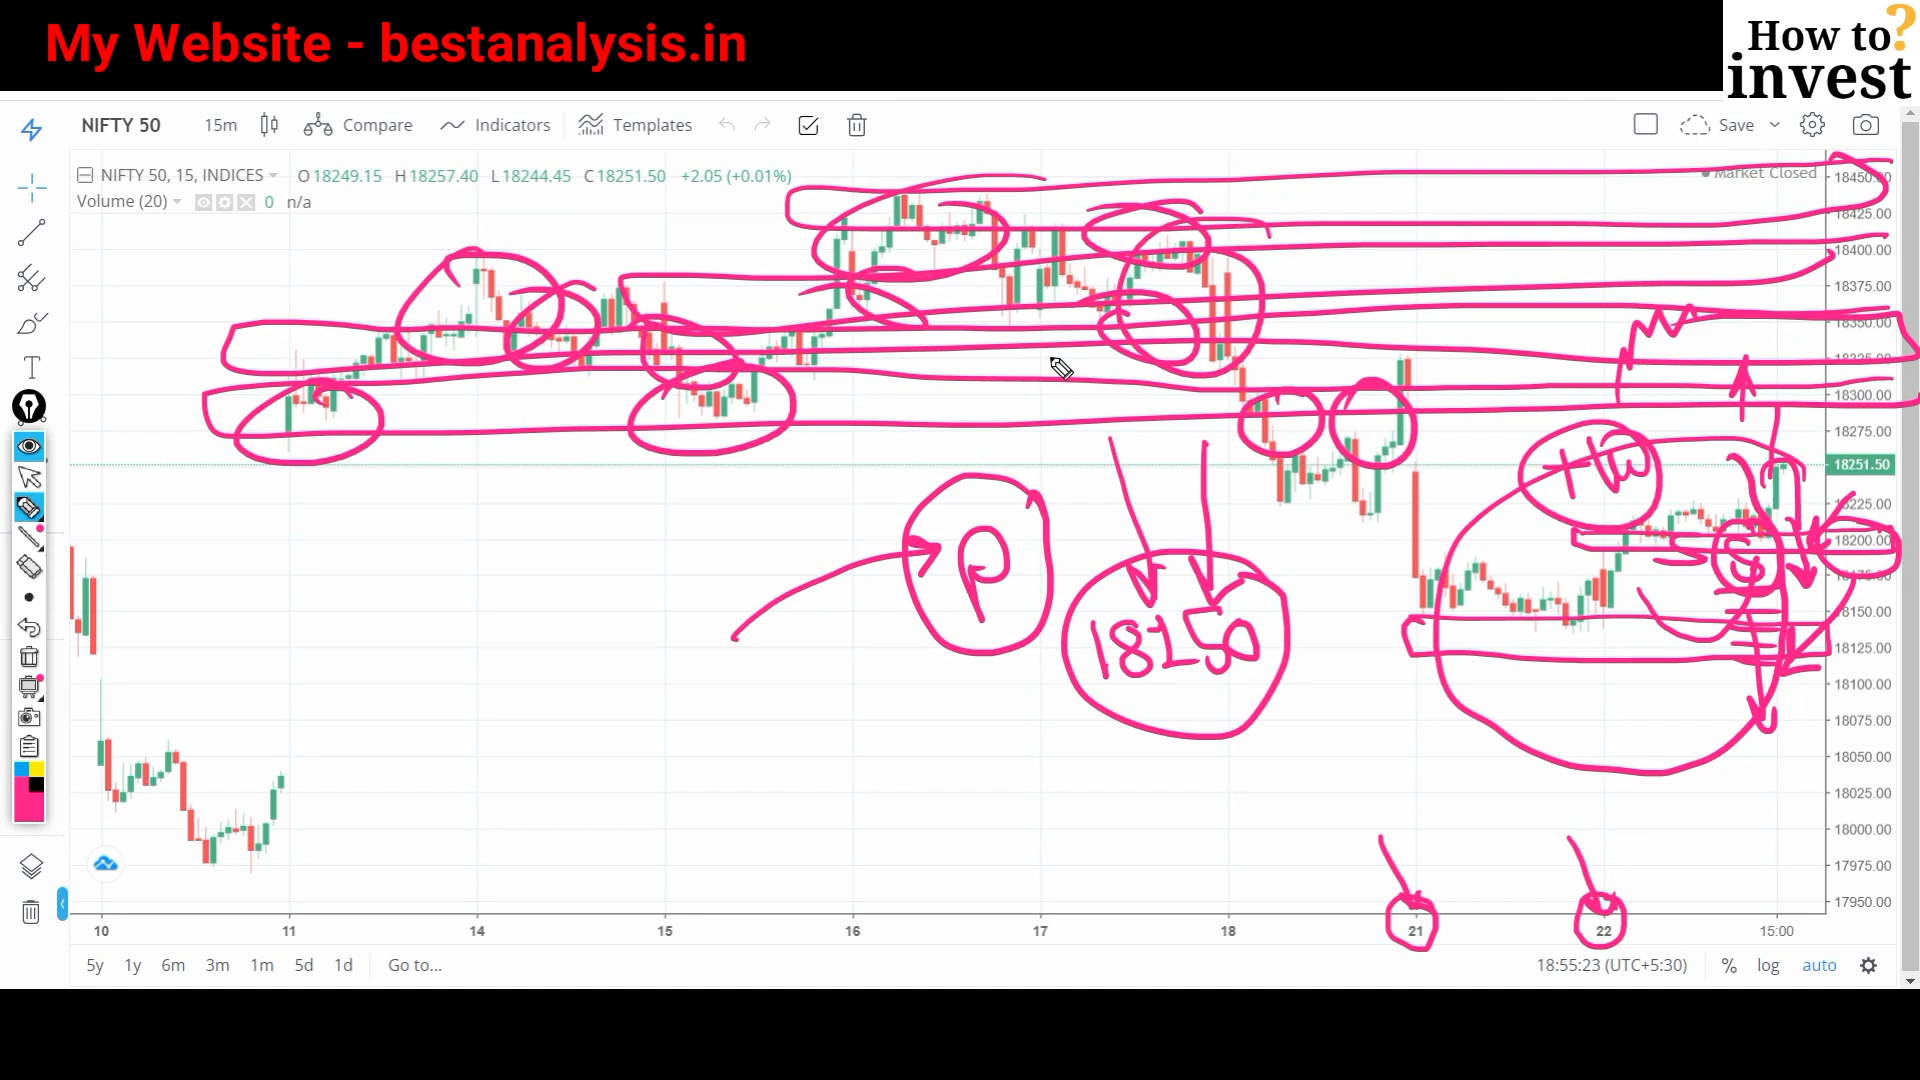 My Website - bestanalysis.in
How to?
invest
NIFTY 50 15m Compare Indicators Templates Save
NIFTY 50, 15, INDICES O18249.15 H18257.40 L18244.45 C18251.50 +2.05 (+0.01%)
Market Closed
Volume (20) 0 n/a
18450.00
18425.00
18400.00
18375.00
18350.00
18325.00
18300.00
18275.00
18251.50
18225.00
18200.00
18175.00
18150.00
18125.00
18100.00
18075.00
18050.00
18025.00
18000.00
17975.00
17950.00
+w
P
S
18150
10 11 14 15 16 17 18 21 22 15:00
5y 1y 6m 3m 1m 5d 1d Go to... 18:55:23 (UTC+5:30) % log auto